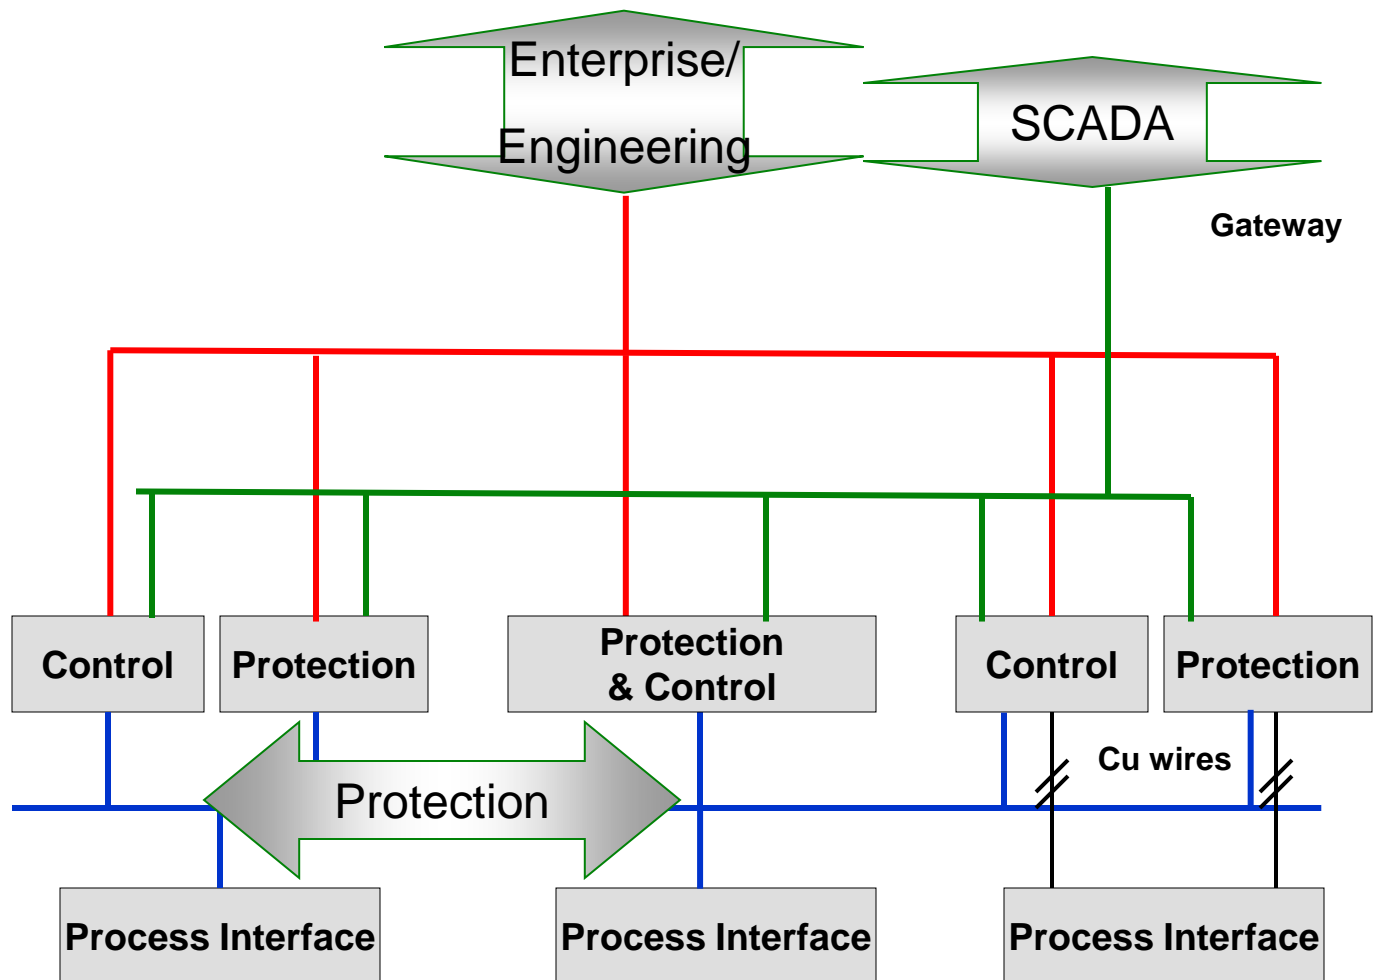 Enterprise/
Engineering
SCADA
Gateway
Control
Protection
Protection
& Control
Control
Protection
Cu wires
Protection
Process Interface
Process Interface
Process Interface